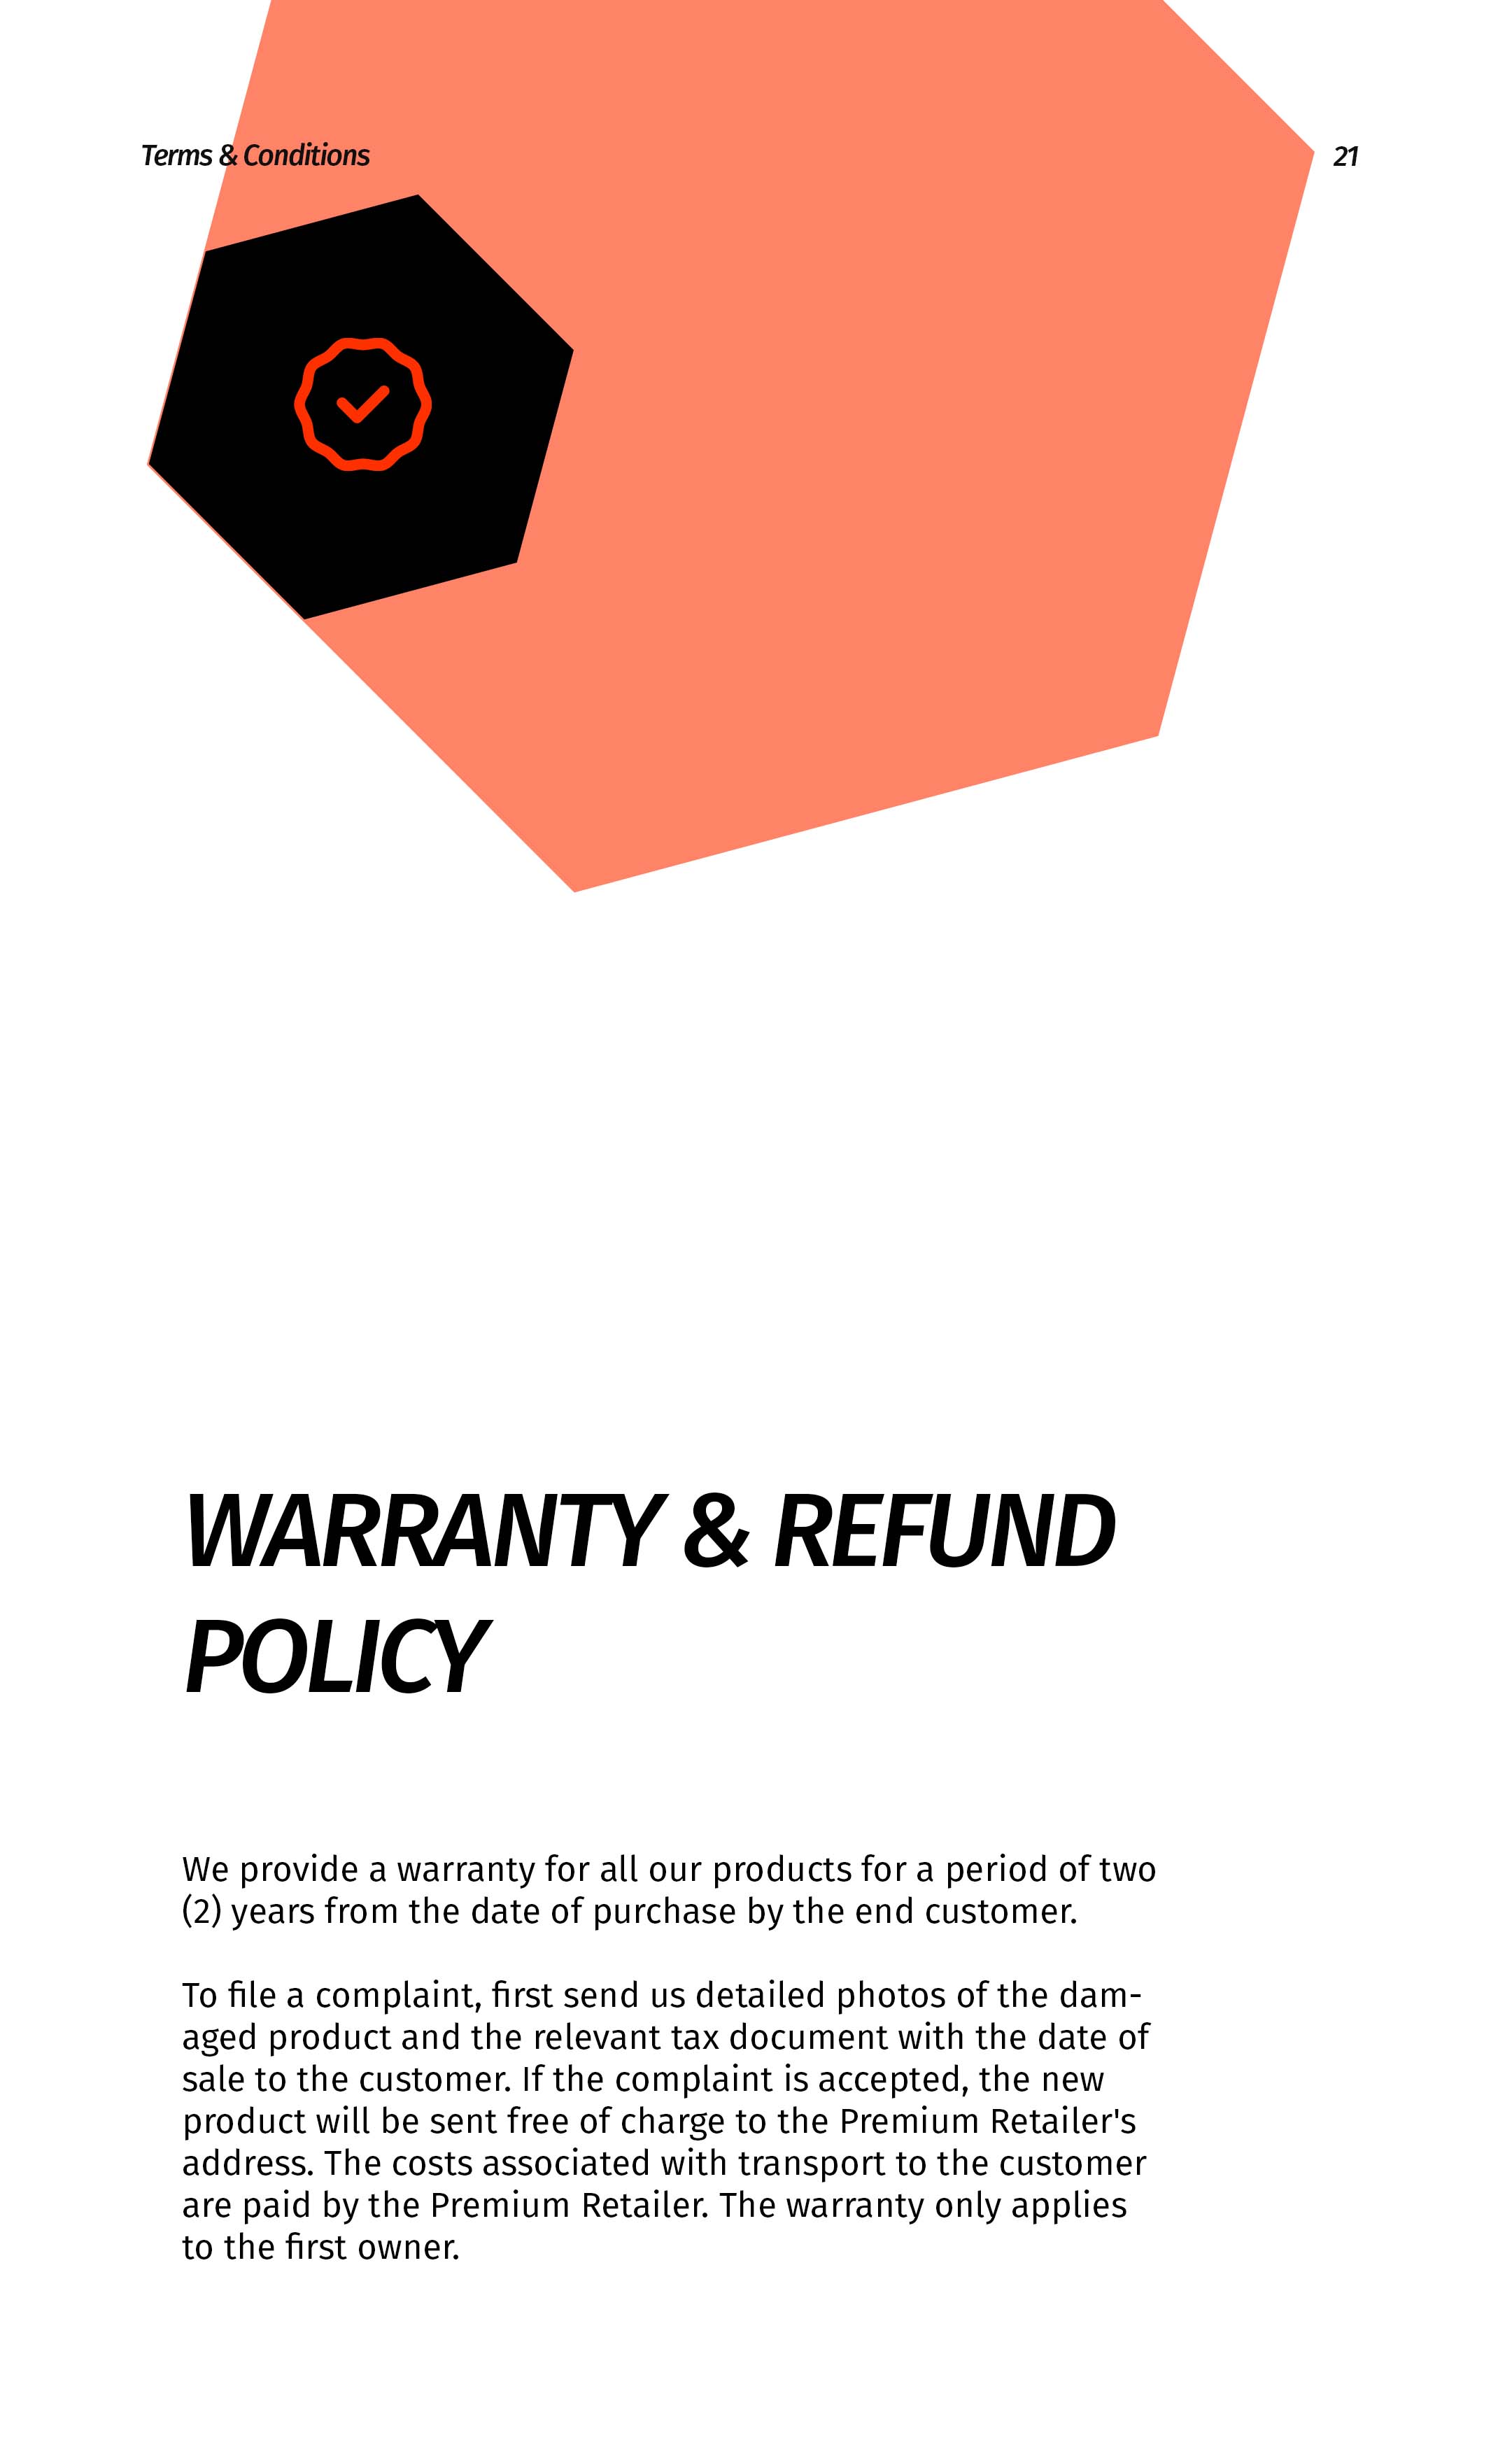 Terms & Conditions
21
WARRANTY & REFUND
POLICY
We provide a warranty for all our products for a period of two
(2) years from the date of purchase by the end customer.
To file a complaint, first send us detailed photos of the dam-
aged product and the relevant tax document with the date of
sale to the customer. If the complaint is accepted, the new
product will be sent free of charge to the Premium Retailer's
address. The costs associated with transport to the customer
are paid by the Premium Retailer. The warranty only applies
to the first owner.